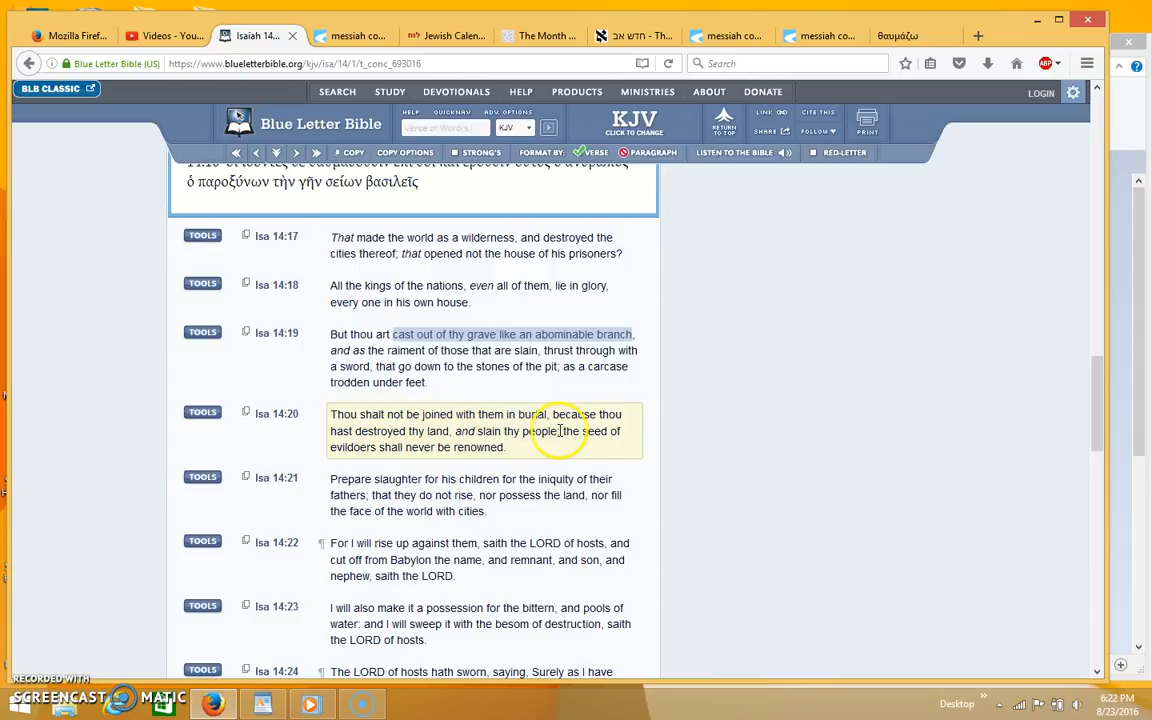 Mozilla Firef...
Videos - You...
Isaiah 14...
messiah co...
Jewish Calen...
The Month ...
חדש אב - Th...
messiah co...
messiah co...
θαυμάζω
Blue Letter Bible (US)
https://www.blueletterbible.org/kjv/isa/14/1/t_conc_693016
Search
ABP
BLB CLASSIC
SEARCH STUDY DEVOTIONALS HELP PRODUCTS MINISTRIES ABOUT DONATE
LOGIN
Blue Letter Bible
HELP QUICKNAV ADV. OPTIONS
Verse or Word(s)
KJV
KJV
CLICK TO CHANGE
RETURN
TO TOP
LINK
SHARE
CITE THIS
FOLLOW
PRINT
COPY COPY OPTIONS STRONG'S FORMAT BY: VERSE PARAGRAPH LISTEN TO THE BIBLE RED-LETTER
ὁ παροξύνων τὴν γῆν σείων βασιλεῖς
TOOLS Isa 14:17 That made the world as a wilderness, and destroyed the
cities thereof; that opened not the house of his prisoners?
TOOLS Isa 14:18 All the kings of the nations, even all of them, lie in glory,
every one in his own house.
TOOLS Isa 14:19 But thou art cast out of thy grave like an abominable branch,
and as the raiment of those that are slain, thrust through with
a sword, that go down to the stones of the pit; as a carcase
trodden under feet.
TOOLS Isa 14:20 Thou shalt not be joined with them in burial, because thou
hast destroyed thy land, and slain thy people: the seed of
evildoers shall never be renowned.
TOOLS Isa 14:21 Prepare slaughter for his children for the iniquity of their
fathers; that they do not rise, nor possess the land, nor fill
the face of the world with cities.
TOOLS Isa 14:22 ¶ For I will rise up against them, saith the LORD of hosts, and
cut off from Babylon the name, and remnant, and son, and
nephew, saith the LORD.
TOOLS Isa 14:23 I will also make it a possession for the bittern, and pools of
water: and I will sweep it with the besom of destruction, saith
the LORD of hosts.
TOOLS Isa 14:24 ¶ The LORD of hosts hath sworn, saying, Surely as I have
RECORDED WITH
SCREENCAST MATIC
Desktop
6:22 PM
8/23/2016